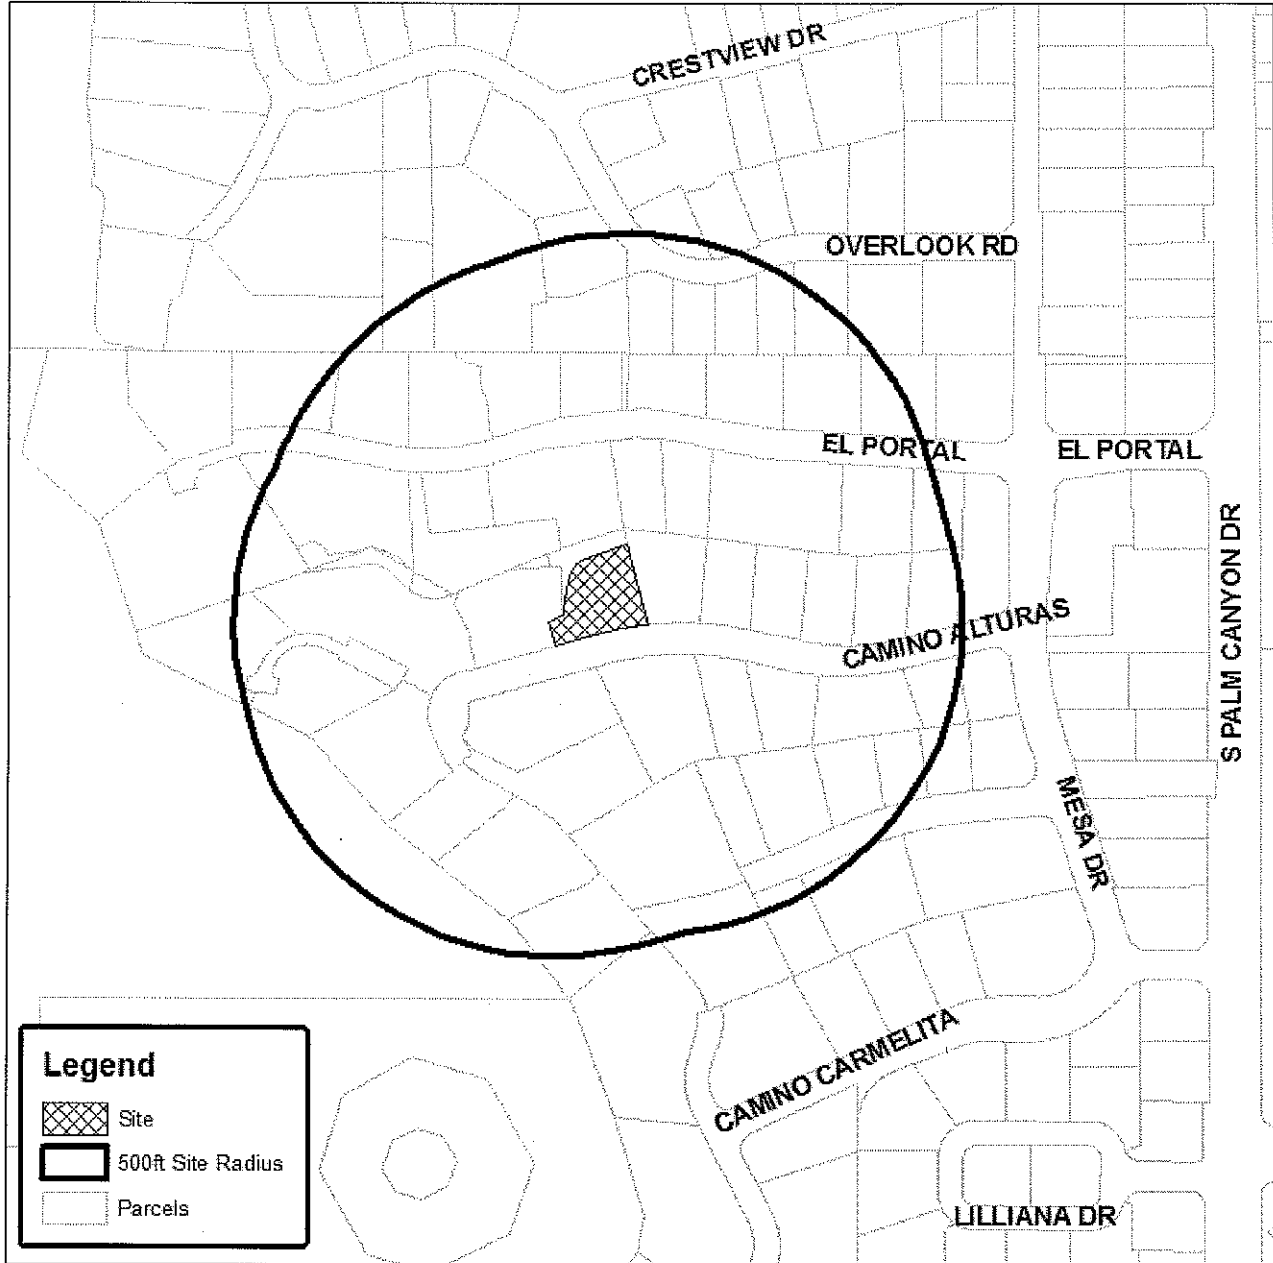 CRESTVIEW DR
OVERLOOK RD
EL PORTAL
EL PORTAL
S PALM CANYON DR
CAMINO ALTURAS
MESA DR
CAMINO CARMELITA
LILLIANA DR
Legend
Site
500ft Site Radius
Parcels